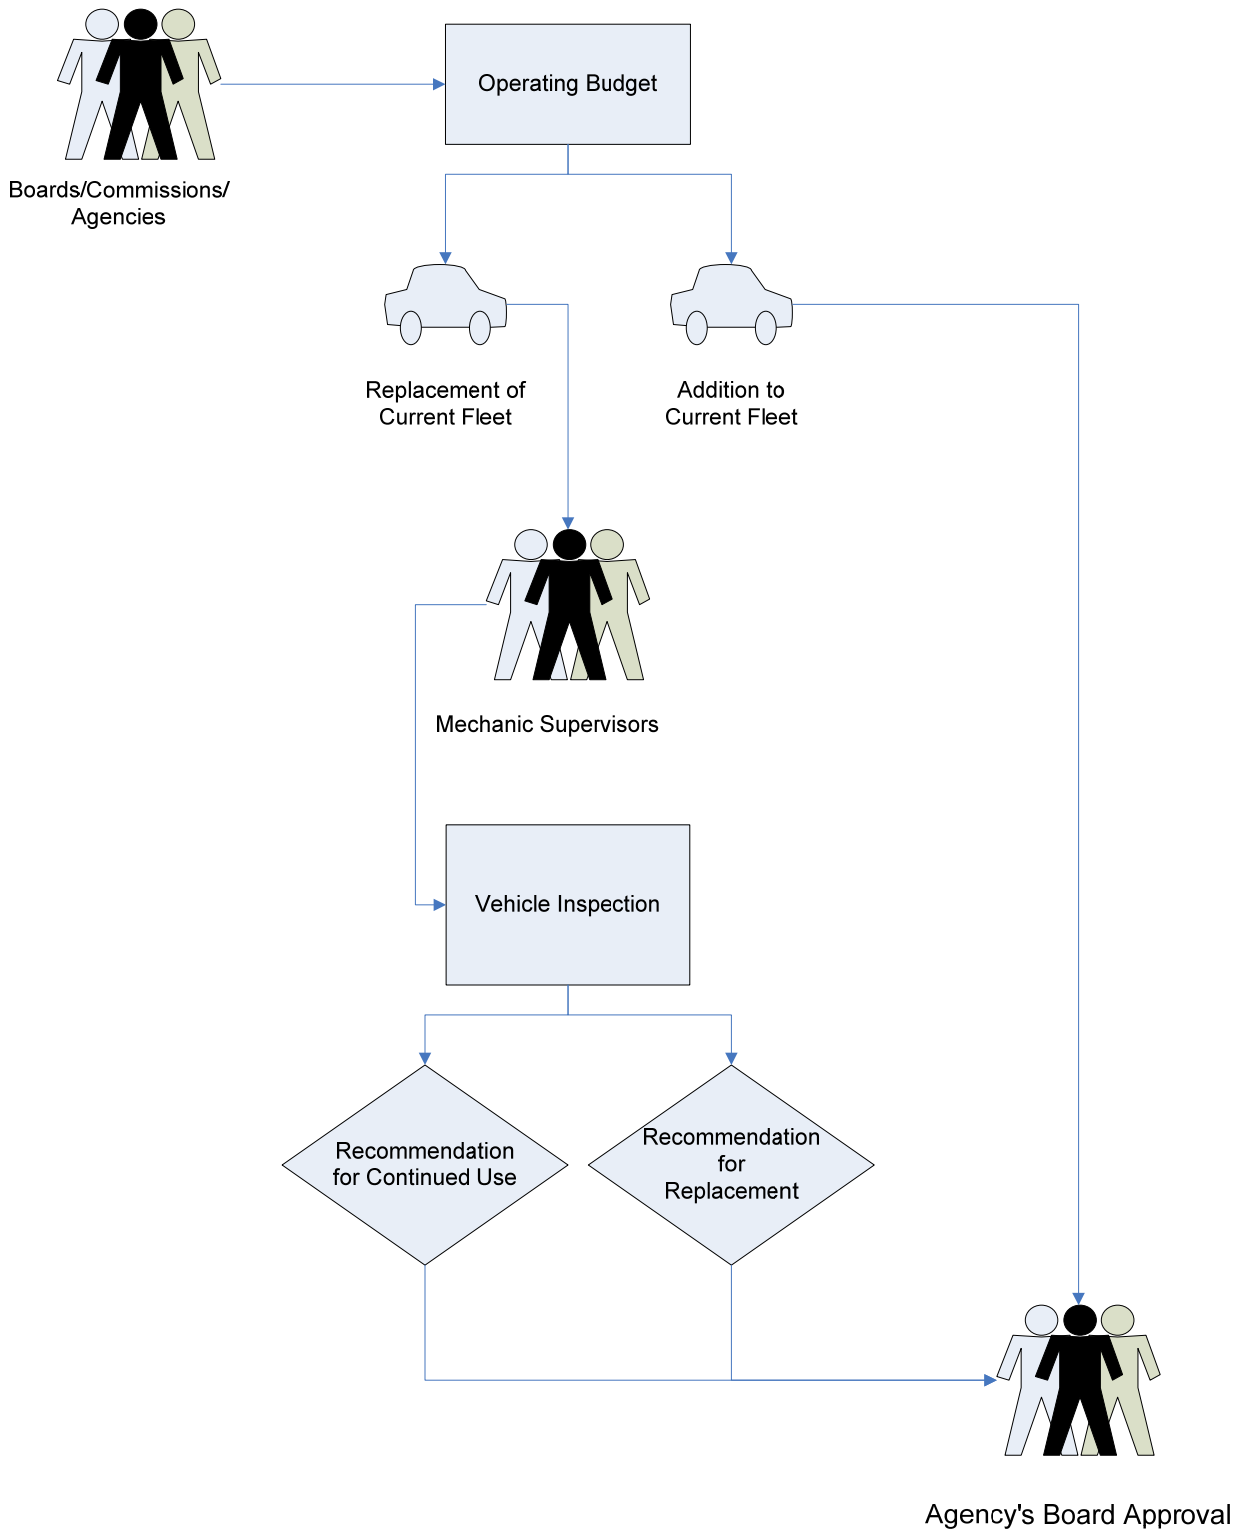 Operating Budget
Boards/Commissions/
Agencies
Replacement of
Current Fleet
Addition to
Current Fleet
Mechanic Supervisors
Vehicle Inspection
Recommendation
for Continued Use
Recommendation
for
Replacement
Agency's Board Approval